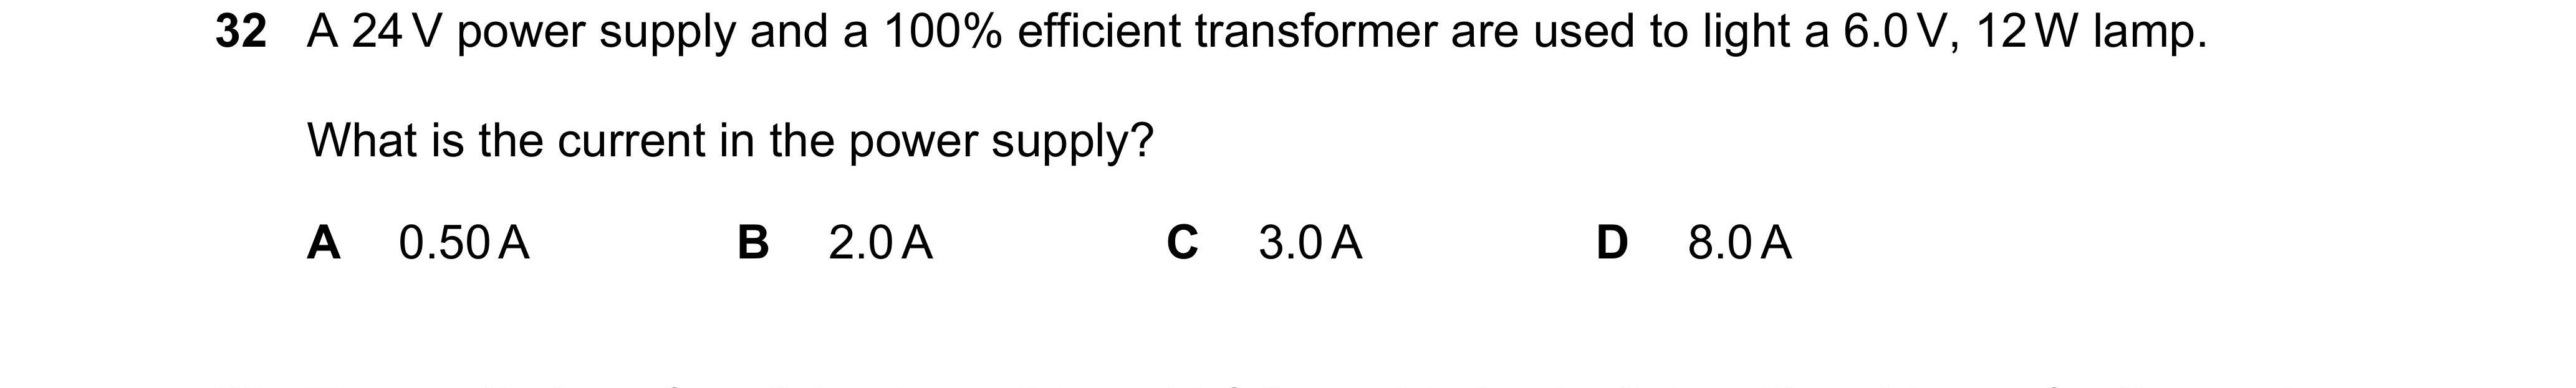 32 A 24 V power supply and a 100% efficient transformer are used to light a 6.0 V, 12 W lamp.
What is the current in the power supply?
A 0.50 A B 2.0 A C 3.0 A D 8.0 A